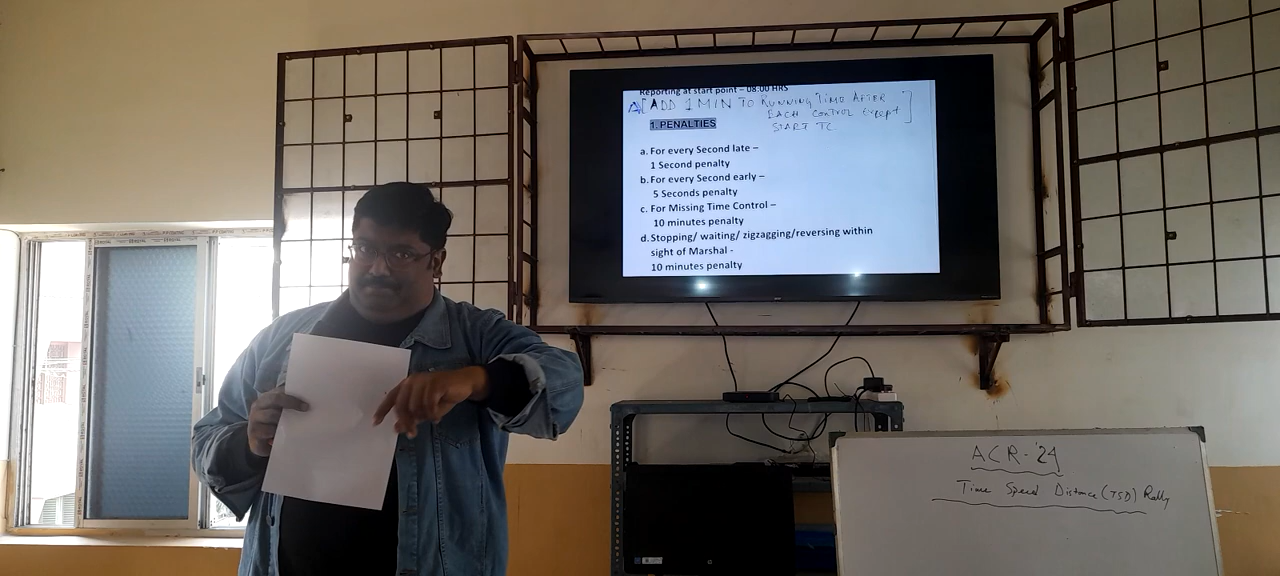 Reporting at start point – 08.00 HRS
[ADD 1 MIN TO RUNNING TIME AFTER
EACH CONTROL EXCEPT]
START TC
1. PENALTIES
a. For every Second late –
1 Second penalty
b. For every Second early –
5 Seconds penalty
c. For Missing Time Control –
10 minutes penalty
d. Stopping/ waiting/ zigzagging/reversing within
sight of Marshal -
10 minutes penalty
ACR-'24
Time Speed Distance (TSD) Rally